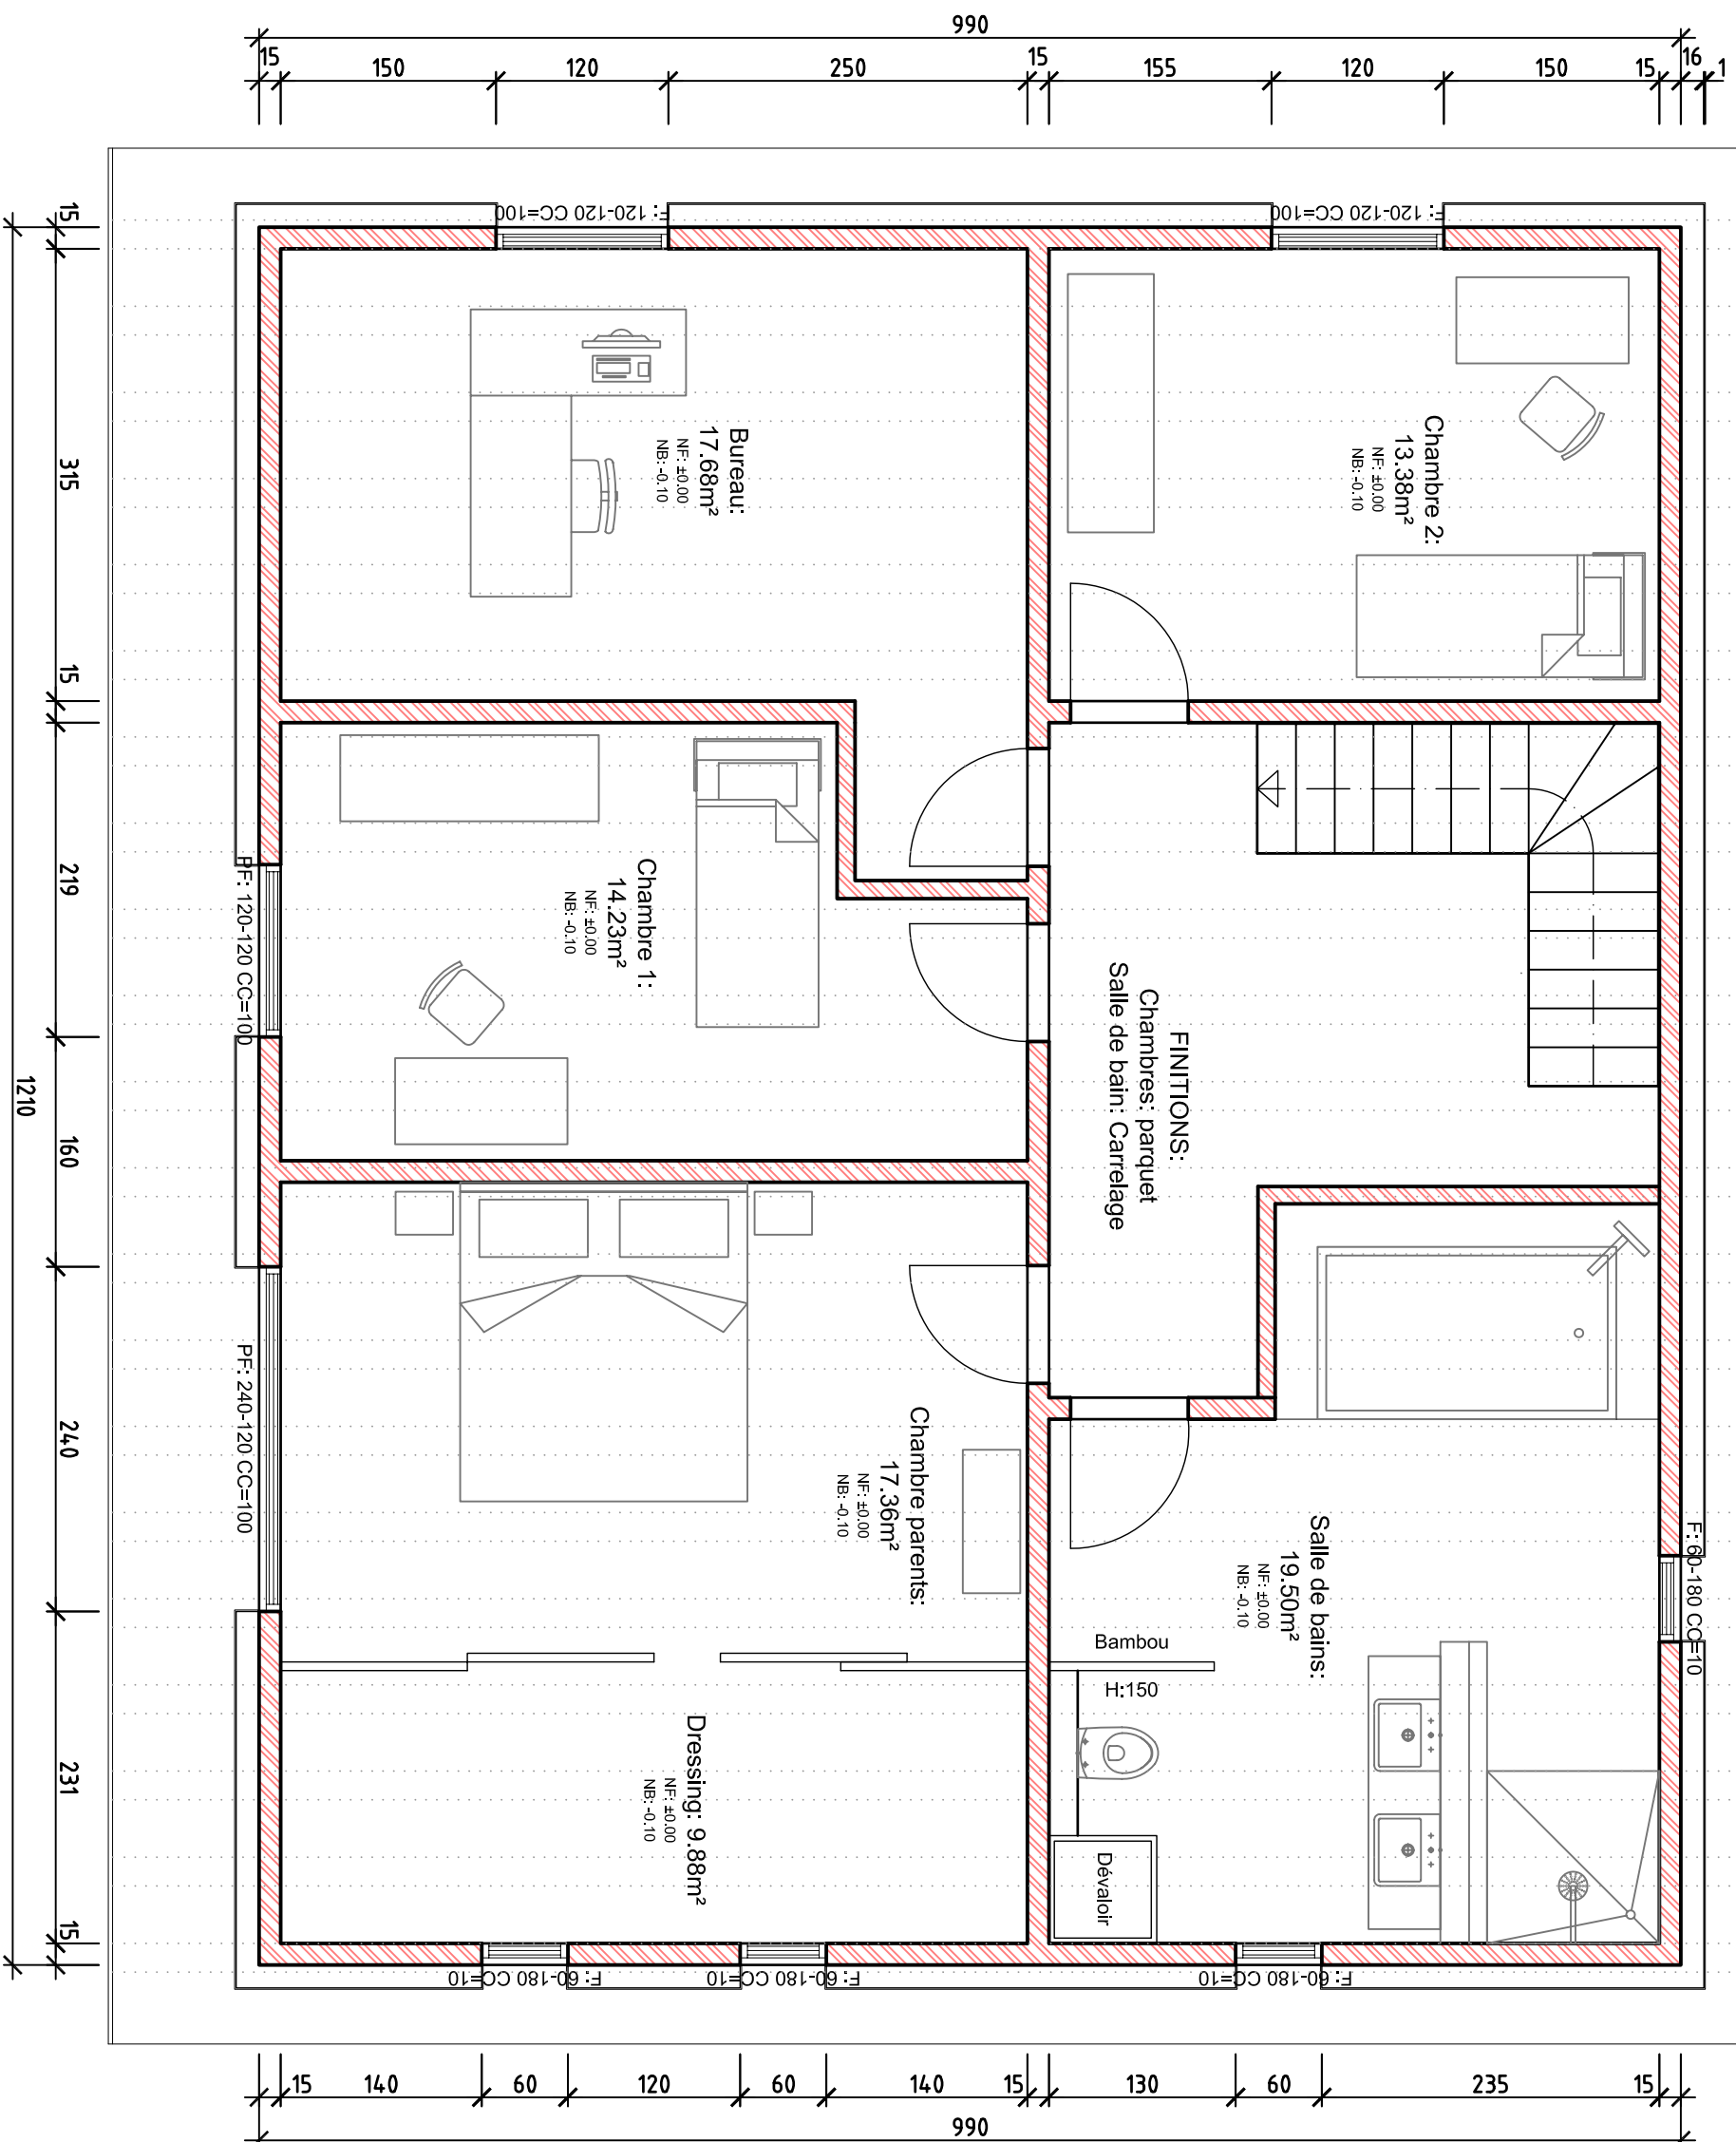 990
15
150
120
250
15
155
120
150
15
16
1
F: 120-120 CC=100
F: 120-120 CC=100
15
315
15
219
160
240
231
15
1210
Bureau:
17.68m²
NF: ±0.00
NB: -0.10
Chambre 2:
13.38m²
NF: ±0.00
NB: -0.10
Chambre 1:
14.23m²
NF: ±0.00
NB: -0.10
PF: 120-120 CC=100
FINITIONS:
Chambres: parquet
Salle de bain: Carrelage
PF: 240-120 CC=100
Chambre parents:
17.36m²
NF: ±0.00
NB: -0.10
Salle de bains:
19.50m²
NF: ±0.00
NB: -0.10
F: 60-180 CC=10
Bambou
H:150
Dressing: 9.88m²
NF: ±0.00
NB: -0.10
Dévaloir
F: 60-180 CC=10
F: 60-180 CC=10
F: 60-180 CC=10
15
140
60
120
60
140
15
130
60
235
15
990